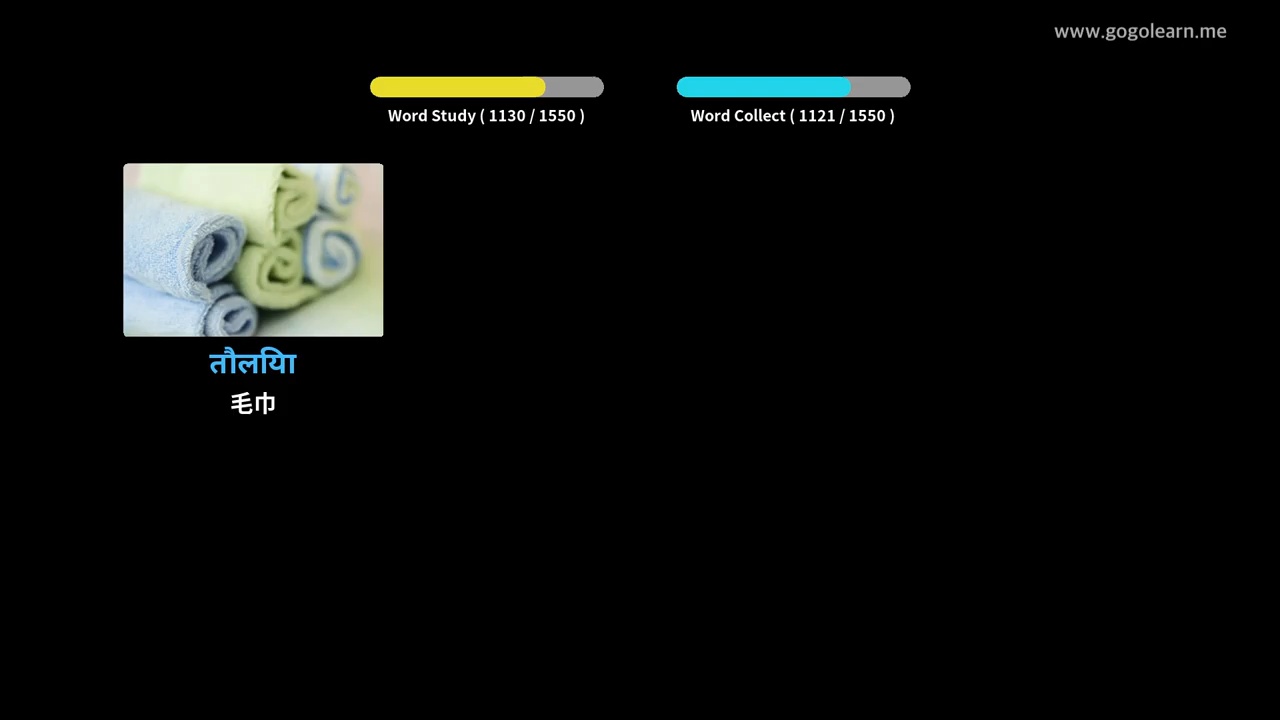 www.gogolearn.me
Word Study ( 1130 / 1550 )
Word Collect ( 1121 / 1550 )
तौलिया
毛巾